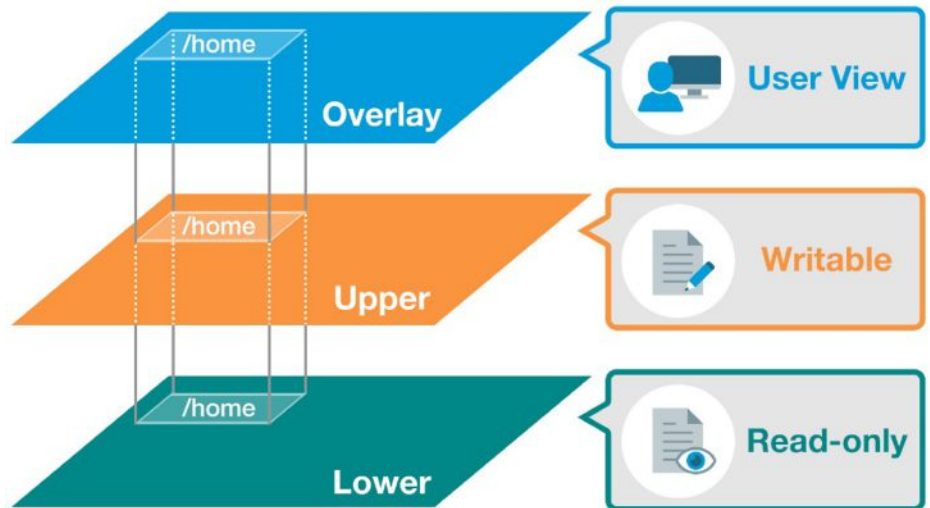 /home
Overlay
User View
/home
Upper
Writable
/home
Lower
Read-only